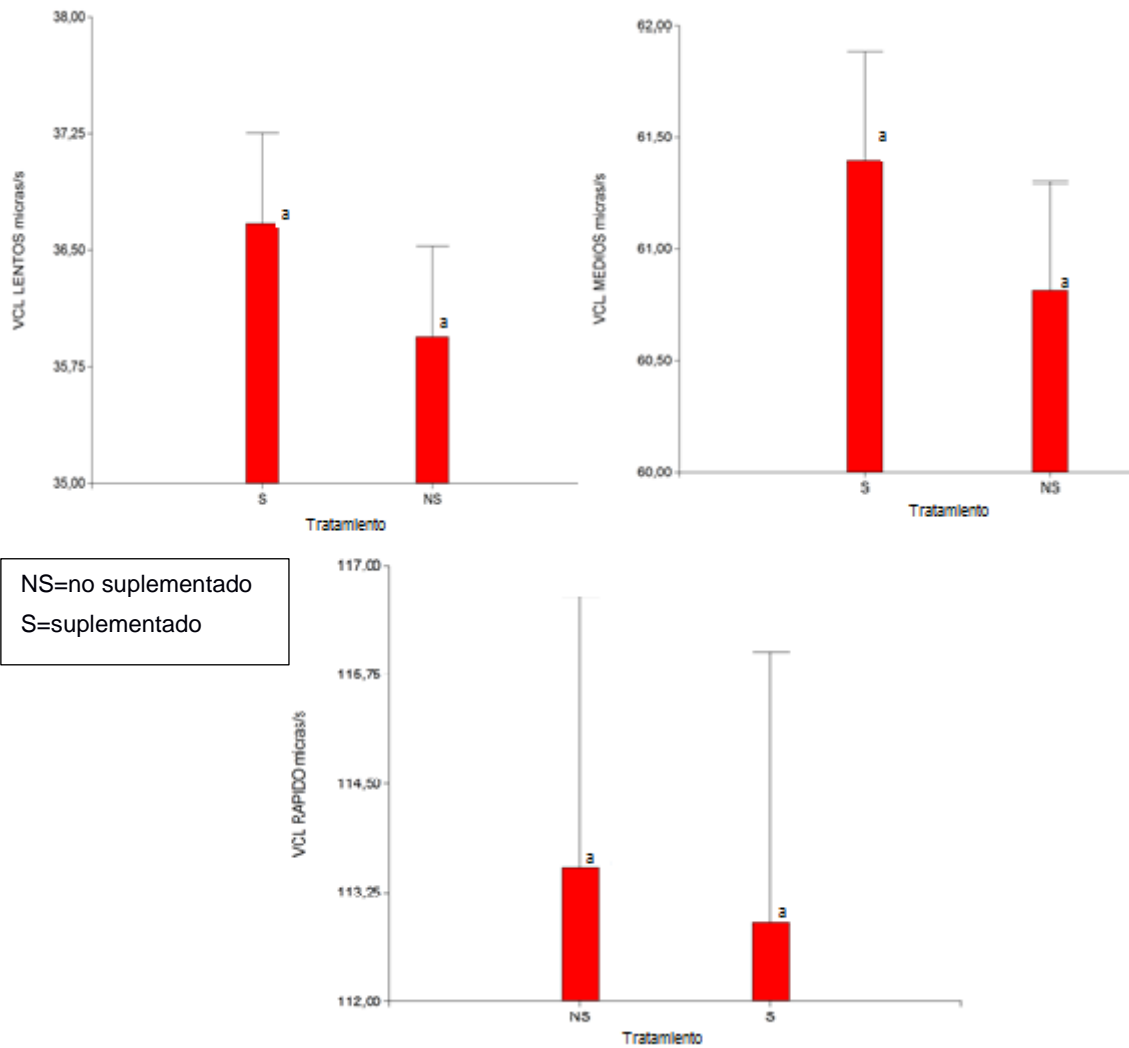 38,00
37,25
36,50
35,75
35,00
VCL LENTOS micras/s
a
a
S
NS
Tratamiento
62,00
61,50
61,00
60,50
60,00
VCL MEDIOS micras/s
a
a
S
NS
Tratamiento
NS=no suplementado
S=suplementado
117,00
115,75
114,50
113,25
112,00
VCL RAPIDO micras/s
a
a
NS
S
Tratamiento